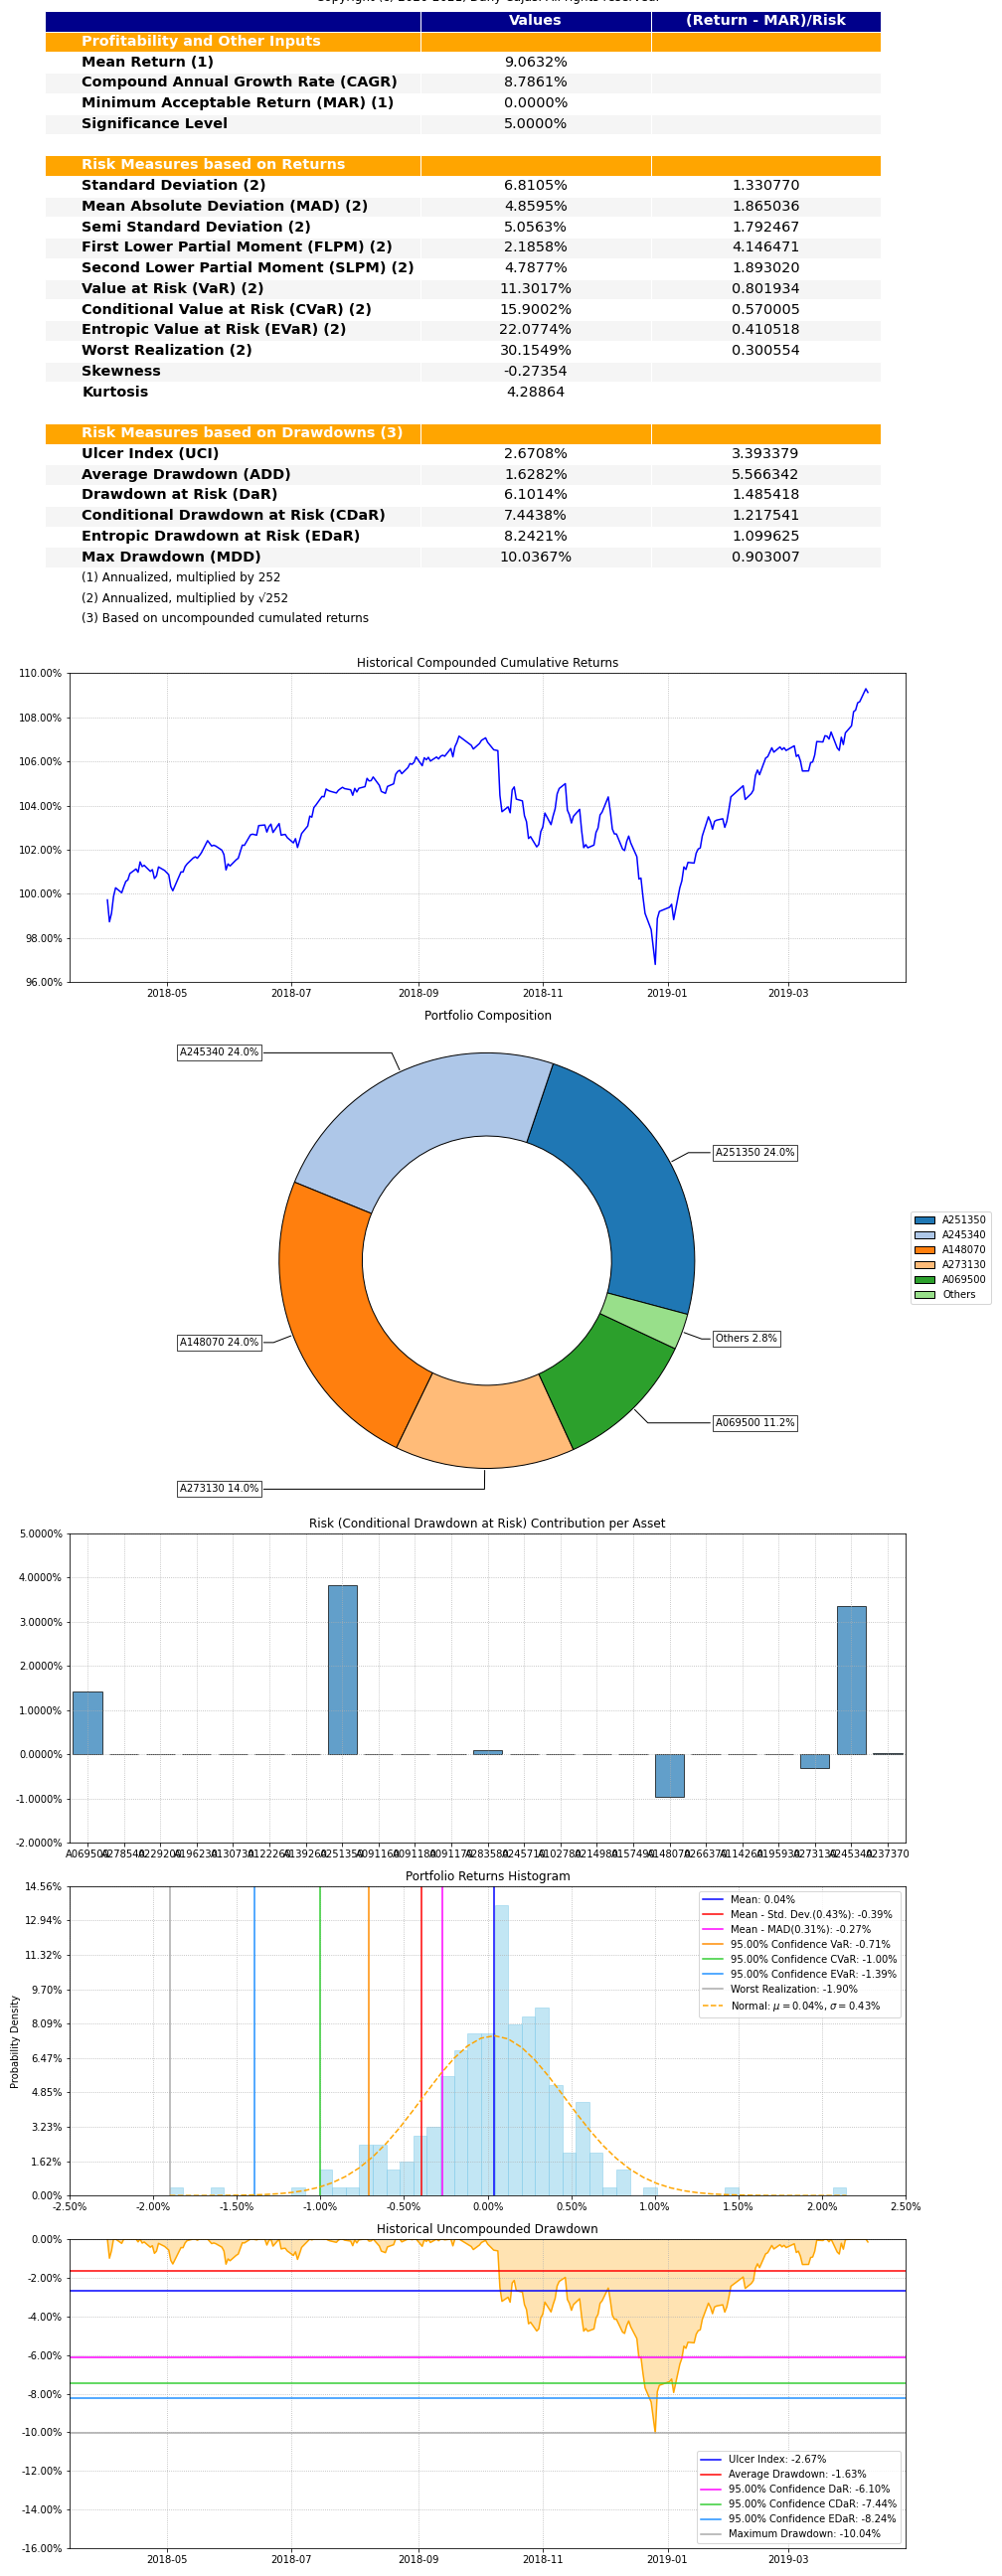 Values (Return - MAR)/Risk
Profitability and Other Inputs
Mean Return (1) 9.0632%
Compound Annual Growth Rate (CAGR) 8.7861%
Minimum Acceptable Return (MAR) (1) 0.0000%
Significance Level 5.0000%
Risk Measures based on Returns
Standard Deviation (2) 6.8105% 1.330770
Mean Absolute Deviation (MAD) (2) 4.8595% 1.865036
Semi Standard Deviation (2) 5.0563% 1.792467
First Lower Partial Moment (FLPM) (2) 2.1858% 4.146471
Second Lower Partial Moment (SLPM) (2) 4.7877% 1.893020
Value at Risk (VaR) (2) 11.3017% 0.801934
Conditional Value at Risk (CVaR) (2) 15.9002% 0.570005
Entropic Value at Risk (EVaR) (2) 22.0774% 0.410518
Worst Realization (2) 30.1549% 0.300554
Skewness -0.27354
Kurtosis 4.28864
Risk Measures based on Drawdowns (3)
Ulcer Index (UCI) 2.6708% 3.393379
Average Drawdown (ADD) 1.6282% 5.566342
Drawdown at Risk (DaR) 6.1014% 1.485418
Conditional Drawdown at Risk (CDaR) 7.4438% 1.217541
Entropic Drawdown at Risk (EDaR) 8.2421% 1.099625
Max Drawdown (MDD) 10.0367% 0.903007
(1) Annualized, multiplied by 252
(2) Annualized, multiplied by √252
(3) Based on uncompounded cumulated returns
Historical Compounded Cumulative Returns
110.00%
108.00%
106.00%
104.00%
102.00%
100.00%
98.00%
96.00%
2018-05 2018-07 2018-09 2018-11 2019-01 2019-03
Portfolio Composition
A245340 24.0%
A251350 24.0%
A148070 24.0%
Others 2.8%
A069500 11.2%
A273130 14.0%
A251350
A245340
A148070
A273130
A069500
Others
Risk (Conditional Drawdown at Risk) Contribution per Asset
5.0000%
4.0000%
3.0000%
2.0000%
1.0000%
0.0000%
-1.0000%
-2.0000%
A237370
Portfolio Returns Histogram
Probability Density
14.56%
12.94%
11.32%
9.70%
8.09%
6.47%
4.85%
3.23%
1.62%
0.00%
-2.50% -2.00% -1.50% -1.00% -0.50% 0.00% 0.50% 1.00% 1.50% 2.00% 2.50%
Mean: 0.04%
Mean - Std. Dev.(0.43%): -0.39%
Mean - MAD(0.31%): -0.27%
95.00% Confidence VaR: -0.71%
95.00% Confidence CVaR: -1.00%
95.00% Confidence EVaR: -1.39%
Worst Realization: -1.90%
Normal: μ = 0.04%, σ = 0.43%
Historical Uncompounded Drawdown
0.00%
-2.00%
-4.00%
-6.00%
-8.00%
-10.00%
-12.00%
-14.00%
-16.00%
2018-05 2018-07 2018-09 2018-11 2019-01 2019-03
Ulcer Index: -2.67%
Average Drawdown: -1.63%
95.00% Confidence DaR: -6.10%
95.00% Confidence CDaR: -7.44%
95.00% Confidence EDaR: -8.24%
Maximum Drawdown: -10.04%